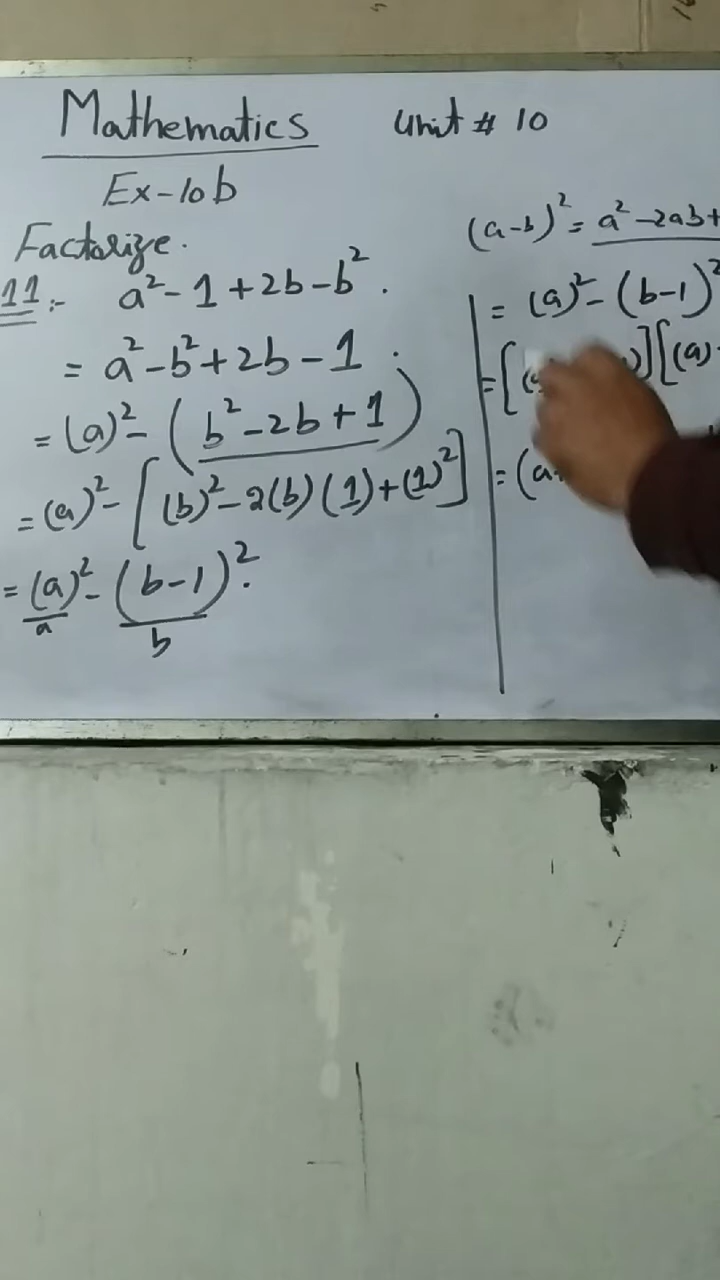 Mathematics Unit # 10
Ex-10b
Factorize.
11:- a² - 1 + 2b - b².
= a² - b² + 2b - 1.
= (a)² - (b² - 2b + 1)
= (a)² - [(b)² - 2(b)(1) + (1)²]
= (a)² - (b-1)².
a b
(a-b)² = a² - 2ab +
= (a)² - (b-1)²
= [ ][(a)
= (a